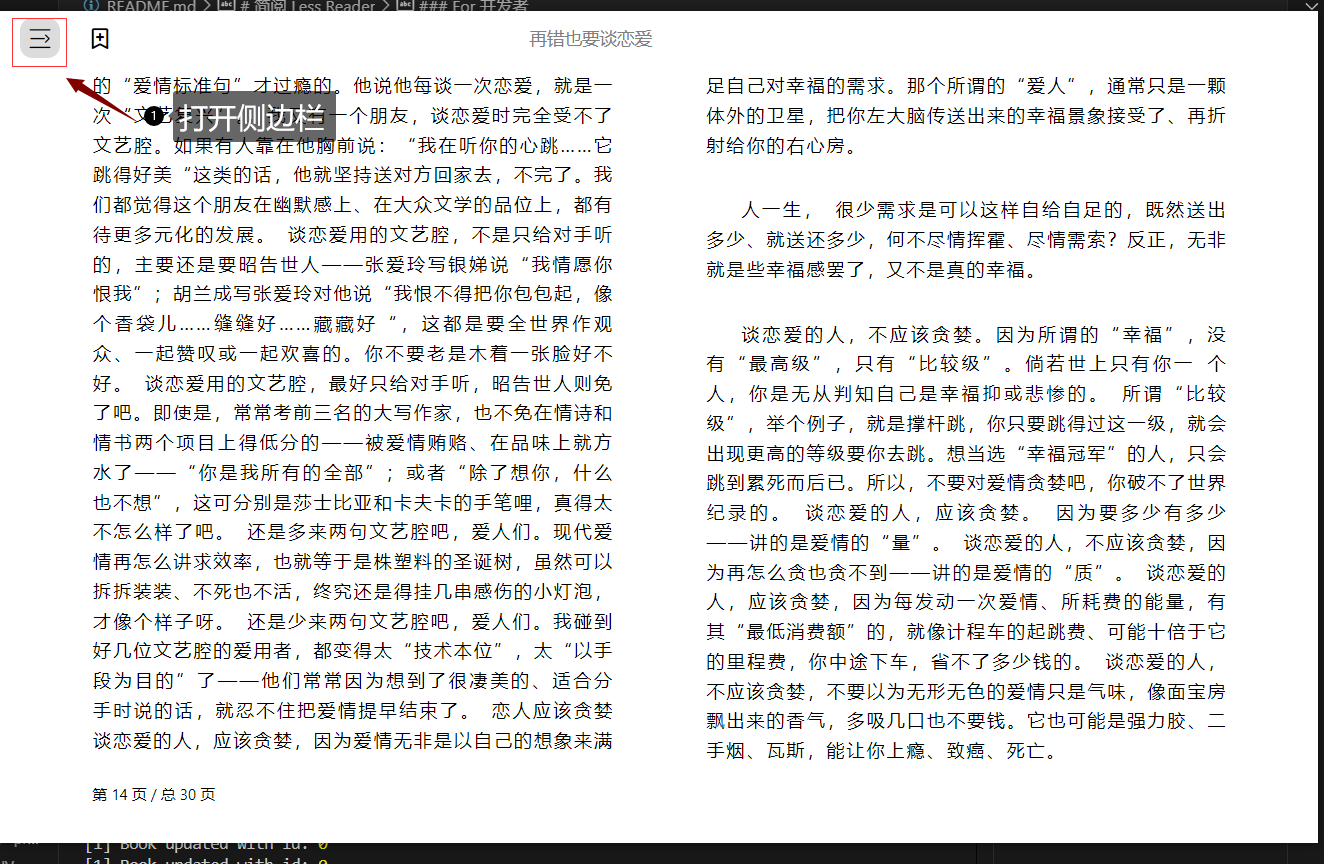 README.md > # 简阅 Less Reader > ### For 开发者
再错也要谈恋爱
的“爱情标准句”才过瘾的。他说他每谈一次恋爱，就是一
打开侧边栏
1
次“文艺复兴”。 一个朋友，谈恋爱时完全受不了
文艺腔。如果有人靠在他胸前说：“我在听你的心跳……它
跳得好美“这类的话，他就坚持送对方回家去，不完了。我
们都觉得这个朋友在幽默感上、在大众文学的品位上，都有
待更多元化的发展。 谈恋爱用的文艺腔，不是只给对手听
的，主要还是要昭告世人——张爱玲写银娣说“我情愿你
恨我”；胡兰成写张爱玲对他说“我恨不得把你包包起，像
个香袋儿……缝缝好……藏藏好“，这都是要全世界作观
众、一起赞叹或一起欢喜的。你不要老是木着一张脸好不
好。 谈恋爱用的文艺腔，最好只给对手听，昭告世人则免
了吧。即使是，常常考前三名的大写作家，也不免在情诗和
情书两个项目上得低分的——被爱情贿赂、在品味上就方
水了——“你是我所有的全部”；或者“除了想你，什么
也不想”，这可分别是莎士比亚和卡夫卡的手笔哩，真得太
不怎么样了吧。 还是多来两句文艺腔吧，爱人们。现代爱
情再怎么讲求效率，也就等于是株塑料的圣诞树，虽然可以
拆拆装装、不死也不活，终究还是得挂几串感伤的小灯泡，
才像个样子呀。 还是少来两句文艺腔吧，爱人们。我碰到
好几位文艺腔的爱用者，都变得太“技术本位”，太“以手
段为目的”了——他们常常因为想到了很凄美的、适合分
手时说的话，就忍不住把爱情提早结束了。 恋人应该贪婪
谈恋爱的人，应该贪婪，因为爱情无非是以自己的想象来满
足自己对幸福的需求。那个所谓的“爱人”，通常只是一颗
体外的卫星，把你左大脑传送出来的幸福景象接受了、再折
射给你的右心房。
人一生， 很少需求是可以这样自给自足的，既然送出
多少、就送还多少，何不尽情挥霍、尽情需索？反正，无非
就是些幸福感罢了，又不是真的幸福。
谈恋爱的人，不应该贪婪。因为所谓的“幸福”，没
有“最高级”，只有“比较级”。倘若世上只有你一 个
人，你是无从判知自己是幸福抑或悲惨的。 所谓“比较
级”，举个例子，就是撑杆跳，你只要跳得过这一级，就会
出现更高的等级要你去跳。想当选“幸福冠军”的人，只会
跳到累死而后已。所以，不要对爱情贪婪吧，你破不了世界
纪录的。 谈恋爱的人，应该贪婪。 因为要多少有多少
——讲的是爱情的“量”。 谈恋爱的人，不应该贪婪，因
为再怎么贪也贪不到——讲的是爱情的“质”。 谈恋爱的
人，应该贪婪，因为每发动一次爱情、所耗费的能量，有
其“最低消费额”的，就像计程车的起跳费、可能十倍于它
的里程费，你中途下车，省不了多少钱的。 谈恋爱的人，
不应该贪婪，不要以为无形无色的爱情只是气味，像面宝房
飘出来的香气，多吸几口也不要钱。它也可能是强力胶、二
手烟、瓦斯，能让你上瘾、致癌、死亡。
第 14 页 / 总 30 页
[1] Book updated with id: 0
[1] Book updated with id: 0